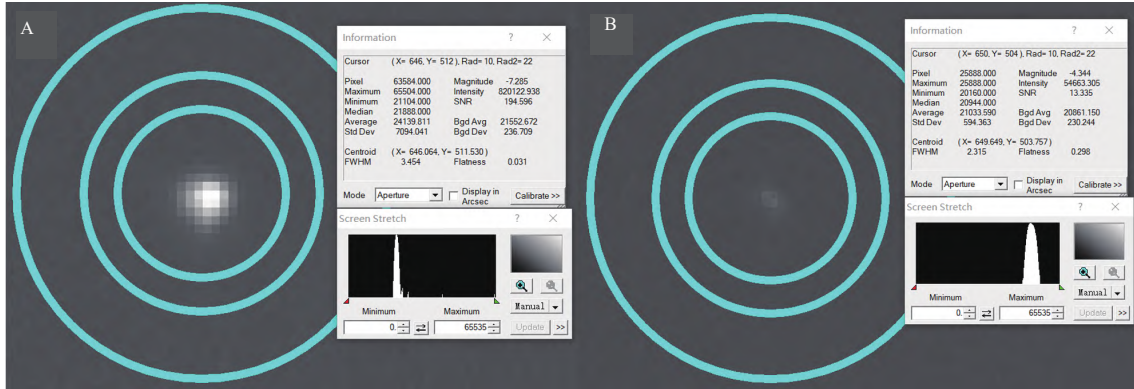 A
Information ? ×
Cursor ( X= 646, Y= 512 ), Rad= 10, Rad2= 22
Pixel 63584.000 Magnitude -7.285
Maximum 65504.000 Intensity 820122.938
Minimum 21104.000 SNR 194.596
Median 21888.000
Average 24139.811 Bgd Avg 21552.672
Std Dev 7094.041 Bgd Dev 236.709
Centroid ( X= 646.064, Y= 511.530)
FWHM 3.454 Flatness 0.031
Mode Aperture Display in Arcsec Calibrate >>
Screen Stretch ? ×
Manual
Minimum Maximum
0. 65535 Update >>
B
Information ? ×
Cursor ( X= 650, Y= 504 ), Rad= 10, Rad2= 22
Pixel 25888.000 Magnitude -4.344
Maximum 25888.000 Intensity 54663.305
Minimum 20160.000 SNR 13.335
Median 20944.000
Average 21033.590 Bgd Avg 20861.150
Std Dev 594.363 Bgd Dev 230.244
Centroid ( X= 649.649, Y= 503.757)
FWHM 2.315 Flatness 0.298
Mode Aperture Display in Arcsec Calibrate >>
Screen Stretch ? ×
Manual
Minimum Maximum
0. 65535 Update >>